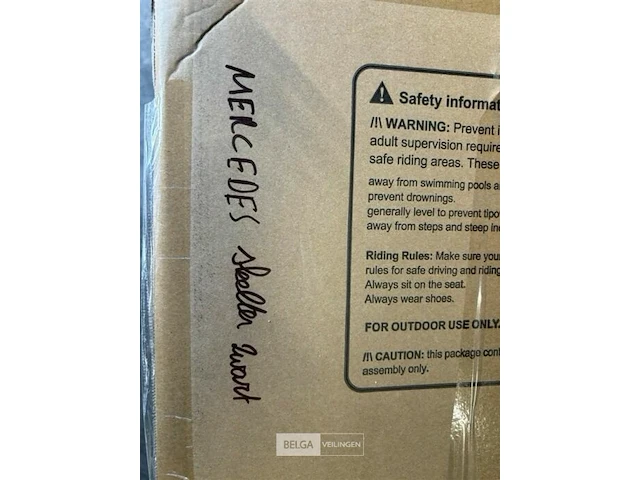 MERCEDES skelter zwart
Safety informat
/!\ WARNING: Prevent i
adult supervision require
safe riding areas. These
away from swimming pools a
prevent drownings.
generally level to prevent tipo
away from steps and steep in
Riding Rules: Make sure your
rules for safe driving and riding
Always sit on the seat.
Always wear shoes.
FOR OUTDOOR USE ONLY.
/!\ CAUTION: this package cont
assembly only.
BELGA VEILINGEN